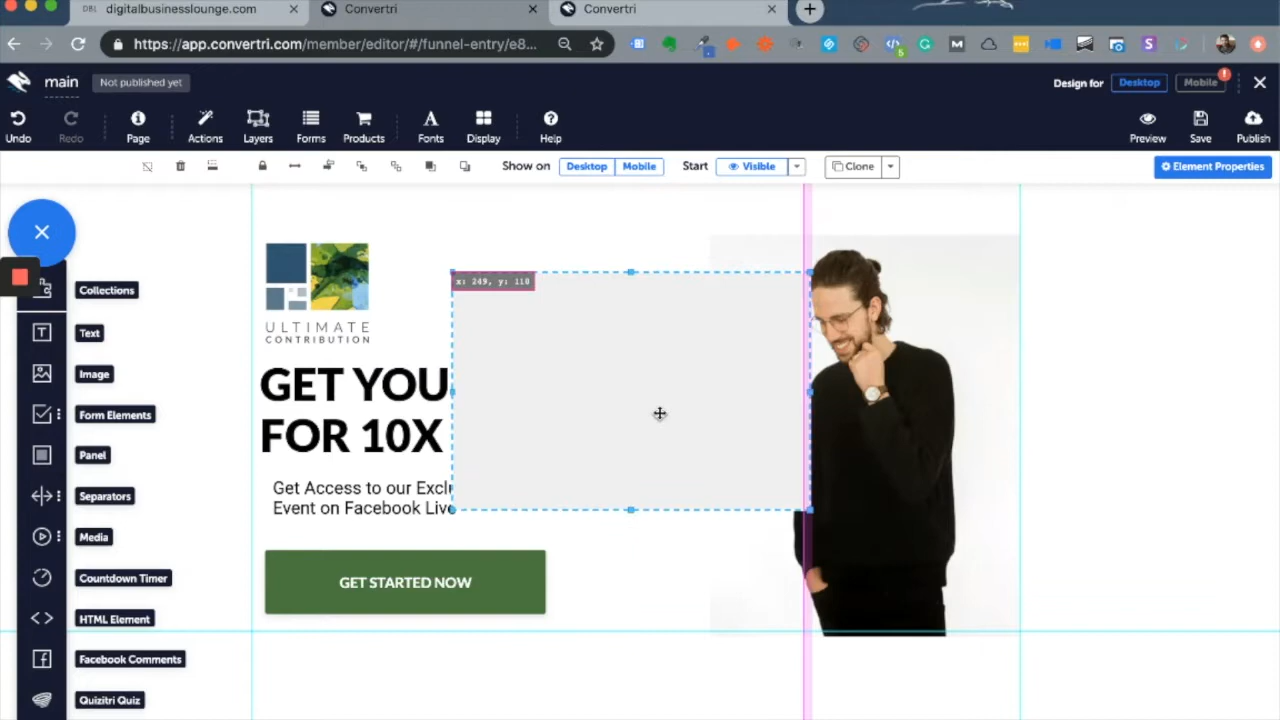 digitalbusinesslounge.com
Convertri
Convertri
https://app.convertri.com/member/editor/#/funnel-entry/e8...
5
main
Not published yet
Design for
Desktop
Mobile
!
Undo
Redo
Page
Actions
Layers
Forms
Products
Fonts
Display
Help
Preview
Save
Publish
Show on
Desktop
Mobile
Start
Visible
Clone
Element Properties
Collections
Text
Image
Form Elements
Panel
Separators
Media
Countdown Timer
HTML Element
Facebook Comments
Quizitri Quiz
x: 249, y: 110
ULTIMATE
CONTRIBUTION
GET YOU
FOR 10X
Get Access to our Excl
Event on Facebook Live
GET STARTED NOW